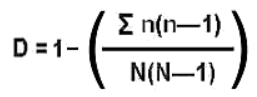 D = 1- ( Σ n(n—1) / N(N—1) )